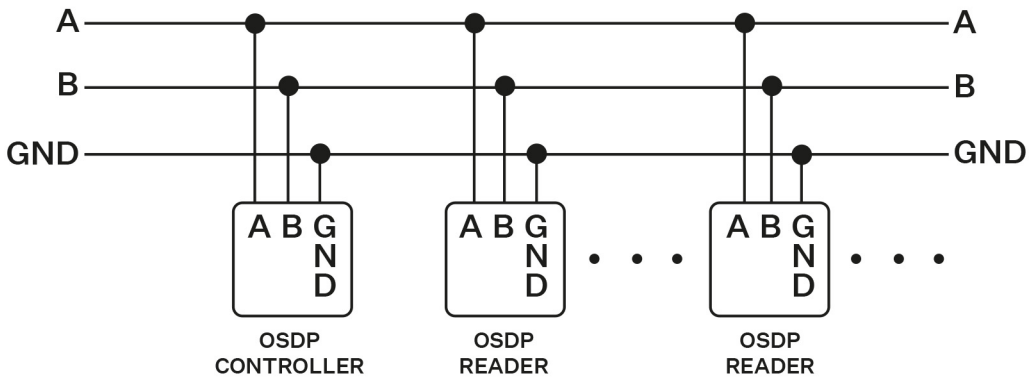 A A
B B
GND GND
A B G
N
D
A B G
N
D
A B G
N
D
OSDP
CONTROLLER
OSDP
READER
OSDP
READER